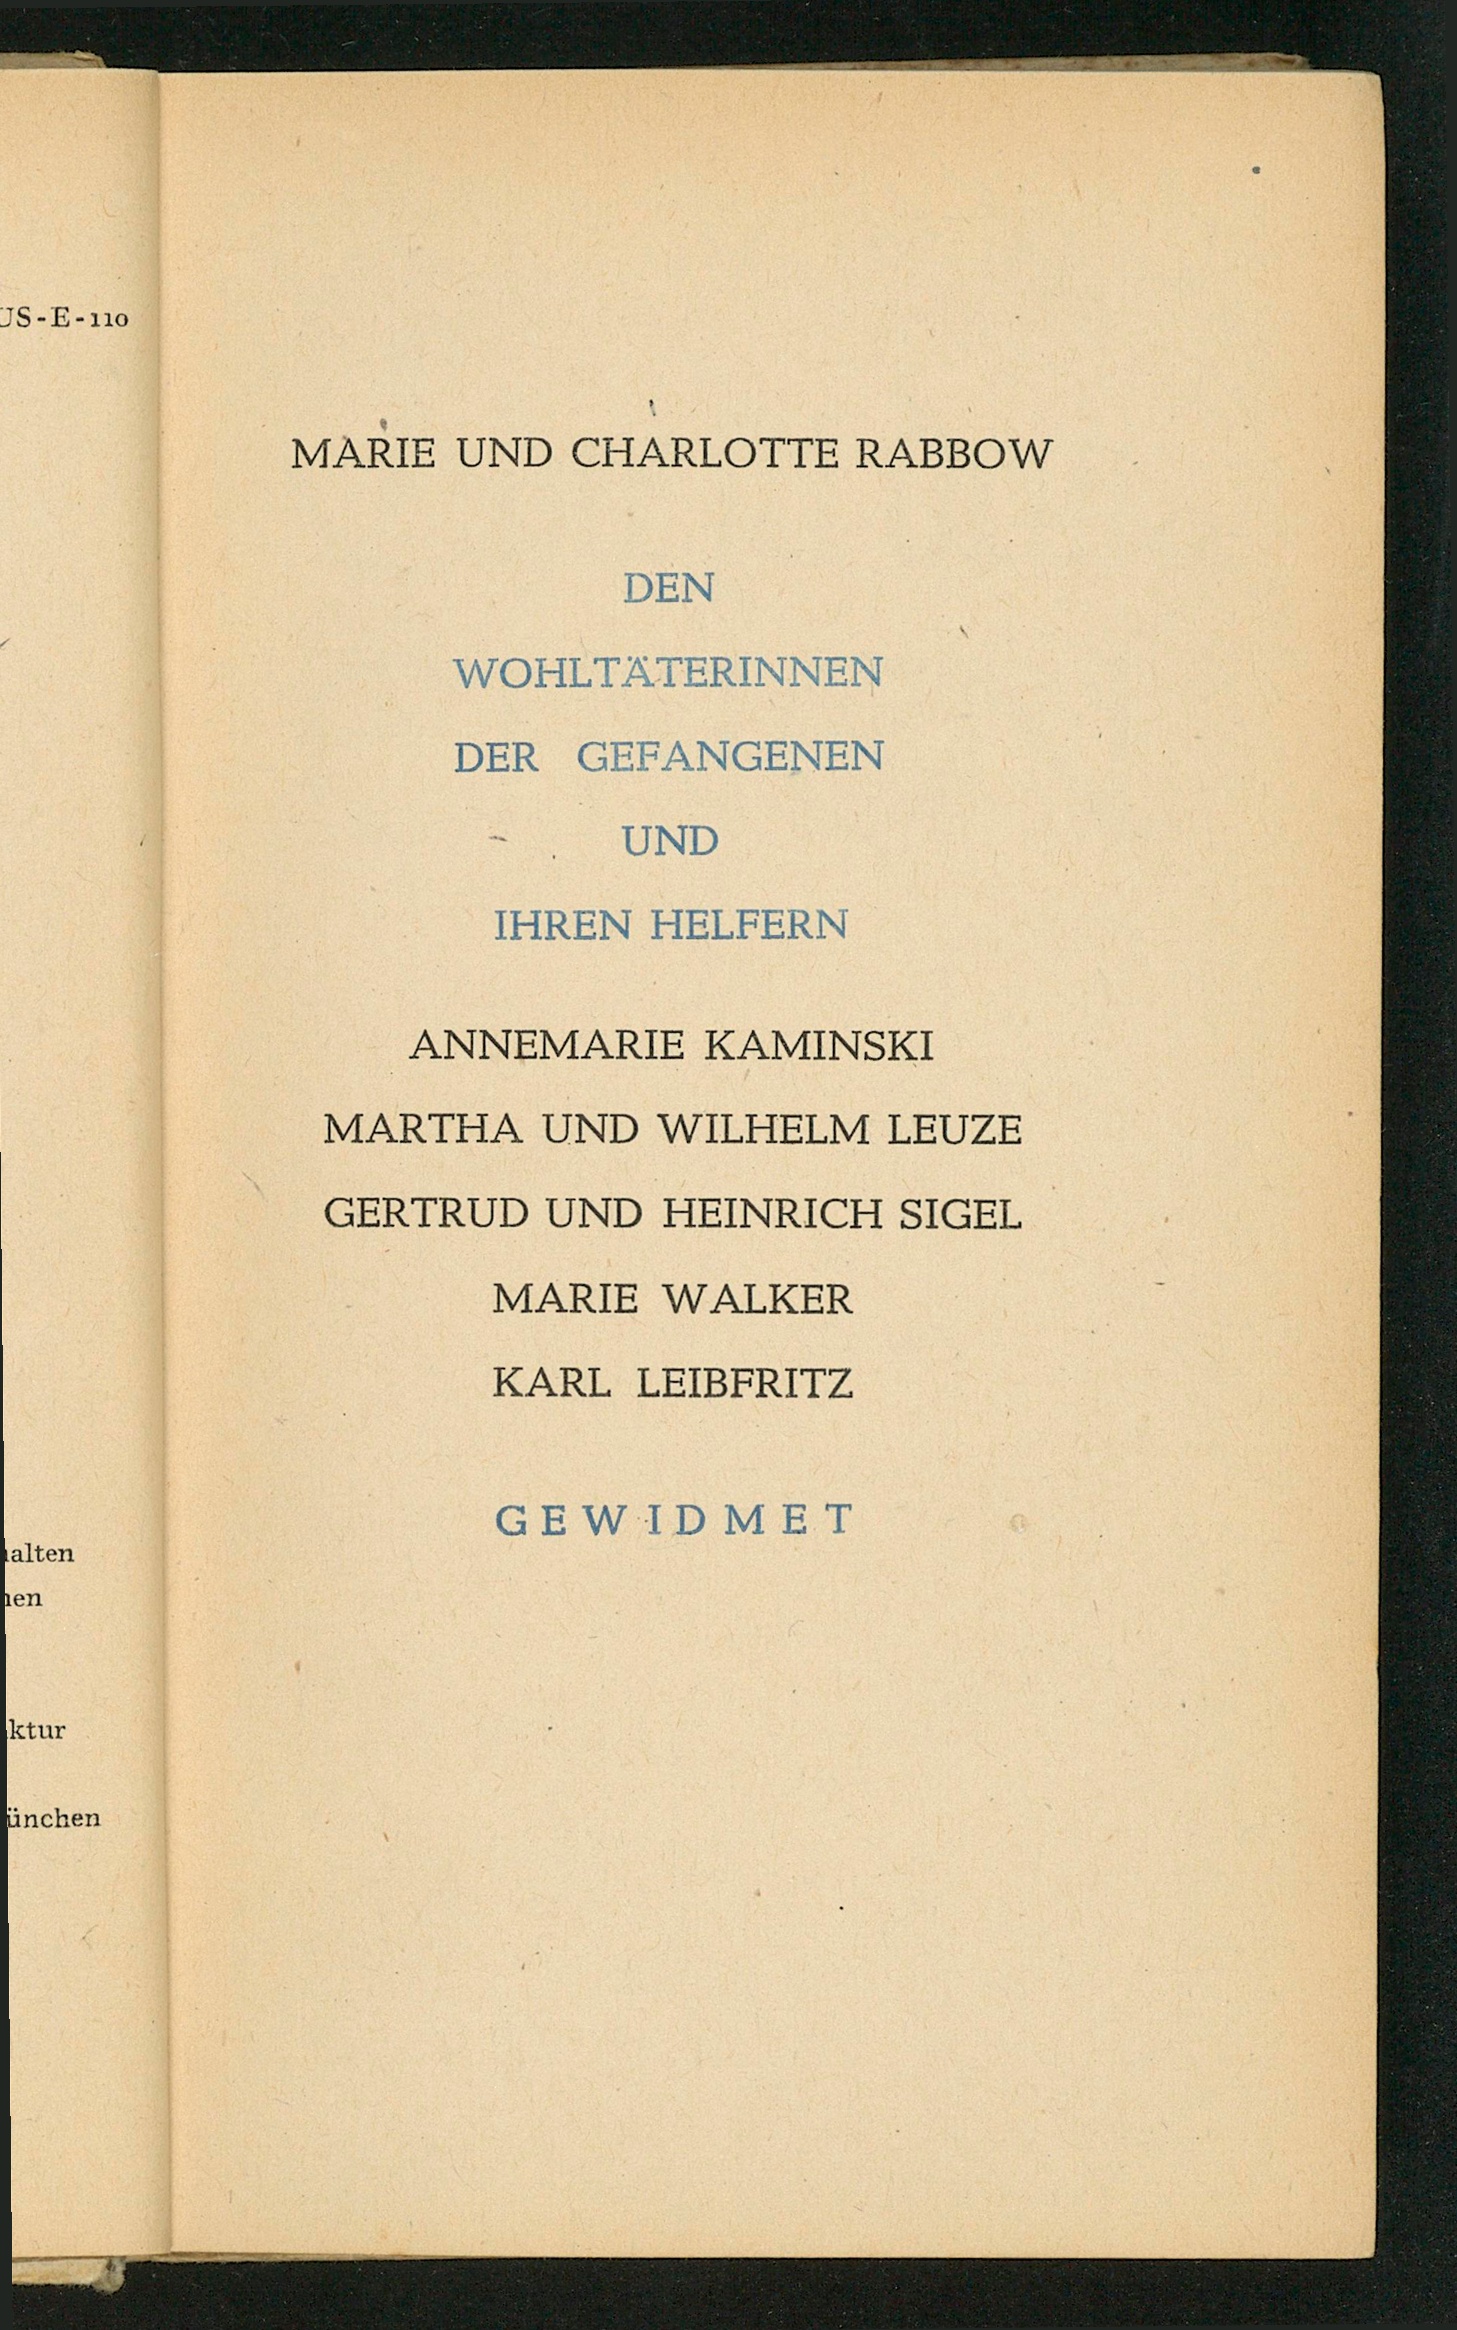 US-E-110
alten
en
ktur
ünchen
MARIE UND CHARLOTTE RABBOW
DEN
WOHLTÄTERINNEN
DER GEFANGENEN
UND
IHREN HELFERN
ANNEMARIE KAMINSKI
MARTHA UND WILHELM LEUZE
GERTRUD UND HEINRICH SIGEL
MARIE WALKER
KARL LEIBFRITZ
GEWIDMET